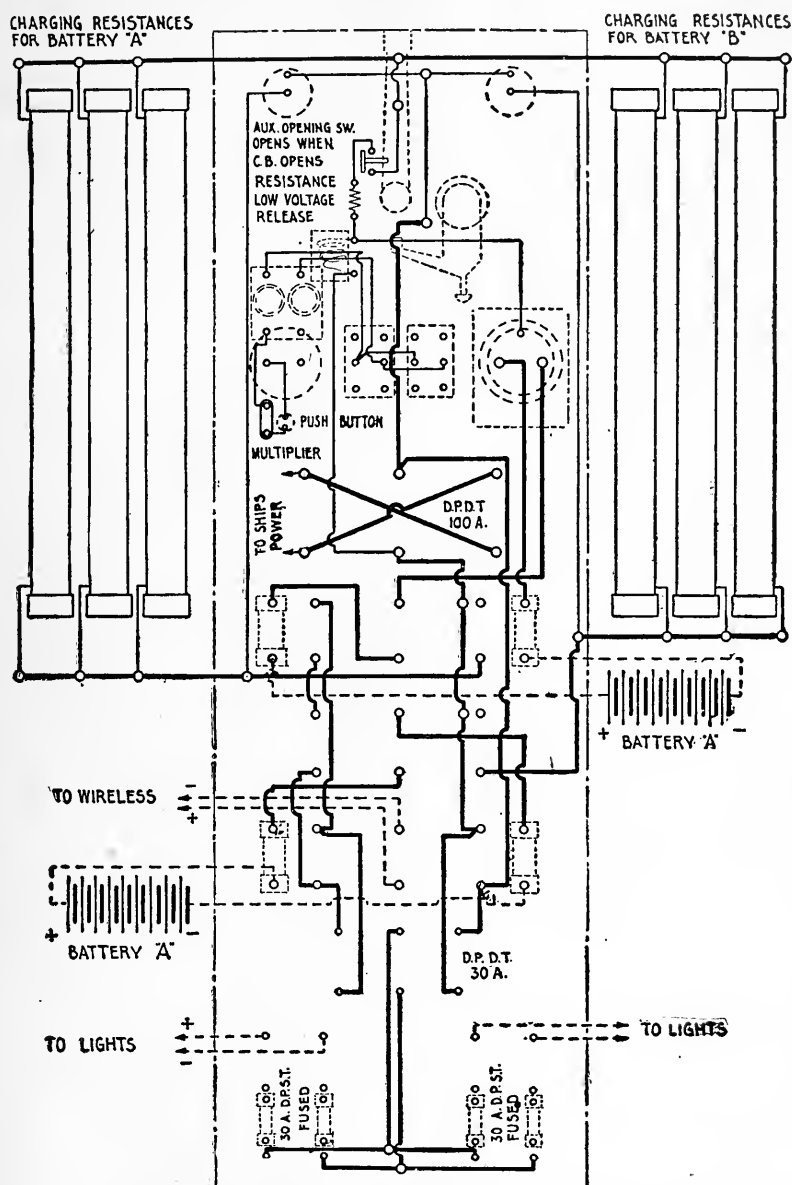 CHARGING RESISTANCES
FOR BATTERY "A"
CHARGING RESISTANCES
FOR BATTERY "B"
AUX. OPENING SW.
OPENS WHEN
C.B. OPENS
RESISTANCE
LOW VOLTAGE
RELEASE
PUSH BUTTON
MULTIPLIER
TO SHIPS
POWER
D.P.D.T
100 A.
+ -
BATTERY "A"
-
TO WIRELESS
+
+ -
BATTERY "A"
D.P.D.T.
30 A.
+
TO LIGHTS
-
TO LIGHTS
30 A. D.P.S.T.
FUSED
30 A. D.P.S.T.
FUSED